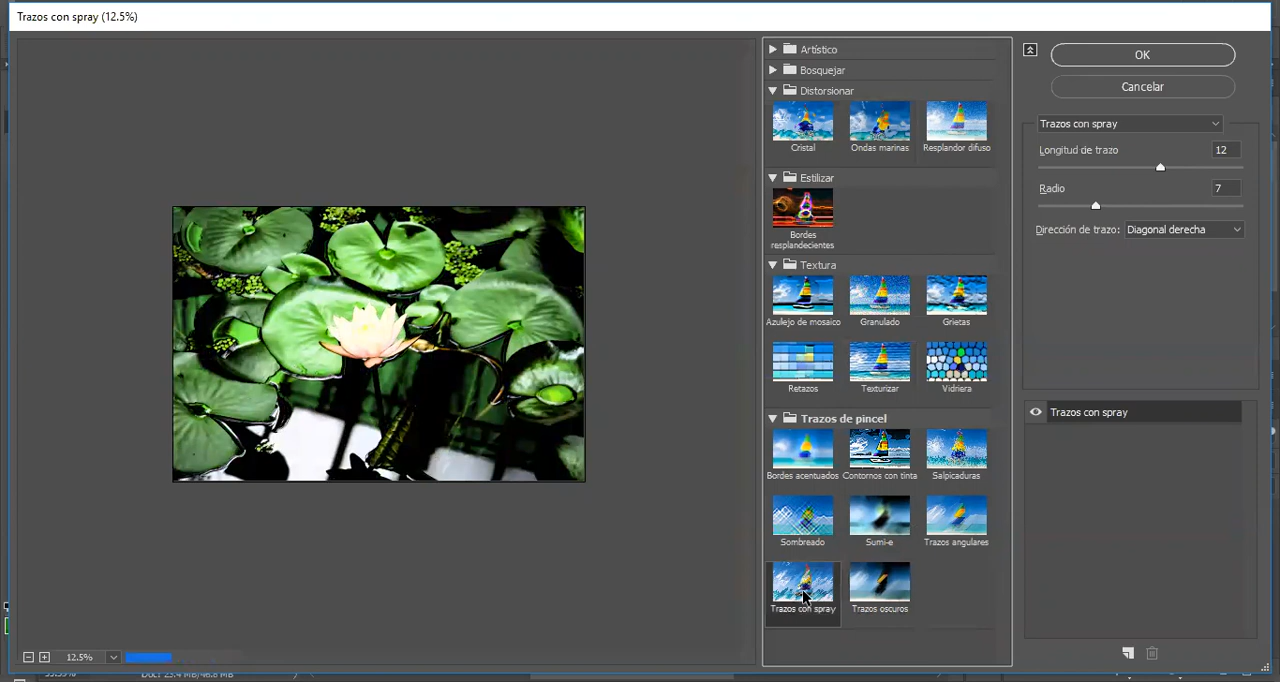 Trazos con spray (12.5%)
Artístico
Bosquejar
Distorsionar
Cristal
Ondas marinas
Resplandor difuso
Estilizar
Bordes
resplandecientes
Textura
Azulejo de mosaico
Granulado
Grietas
Retazos
Texturizar
Vidriera
Trazos de pincel
Bordes acentuados
Contornos con tinta
Salpicaduras
Sombreado
Sumi-e
Trazos angulares
Trazos con spray
Trazos oscuros
OK
Cancelar
Trazos con spray
Longitud de trazo 12
Radio 7
Dirección de trazo: Diagonal derecha
Trazos con spray
12.5%